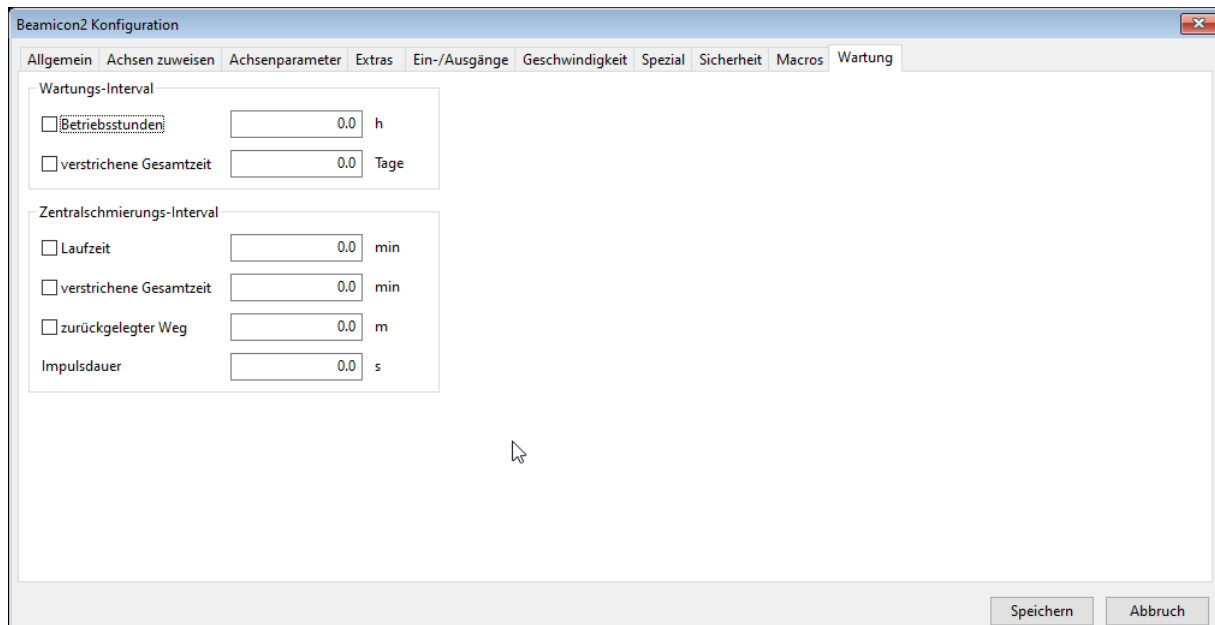 Beamicon2 Konfiguration
Allgemein Achsen zuweisen Achsenparameter Extras Ein-/Ausgänge Geschwindigkeit Spezial Sicherheit Macros Wartung
Wartungs-Interval
Betriebsstunden 0.0 h
verstrichene Gesamtzeit 0.0 Tage
Zentralschmierungs-Interval
Laufzeit 0.0 min
verstrichene Gesamtzeit 0.0 min
zurückgelegter Weg 0.0 m
Impulsdauer 0.0 s
Speichern Abbruch